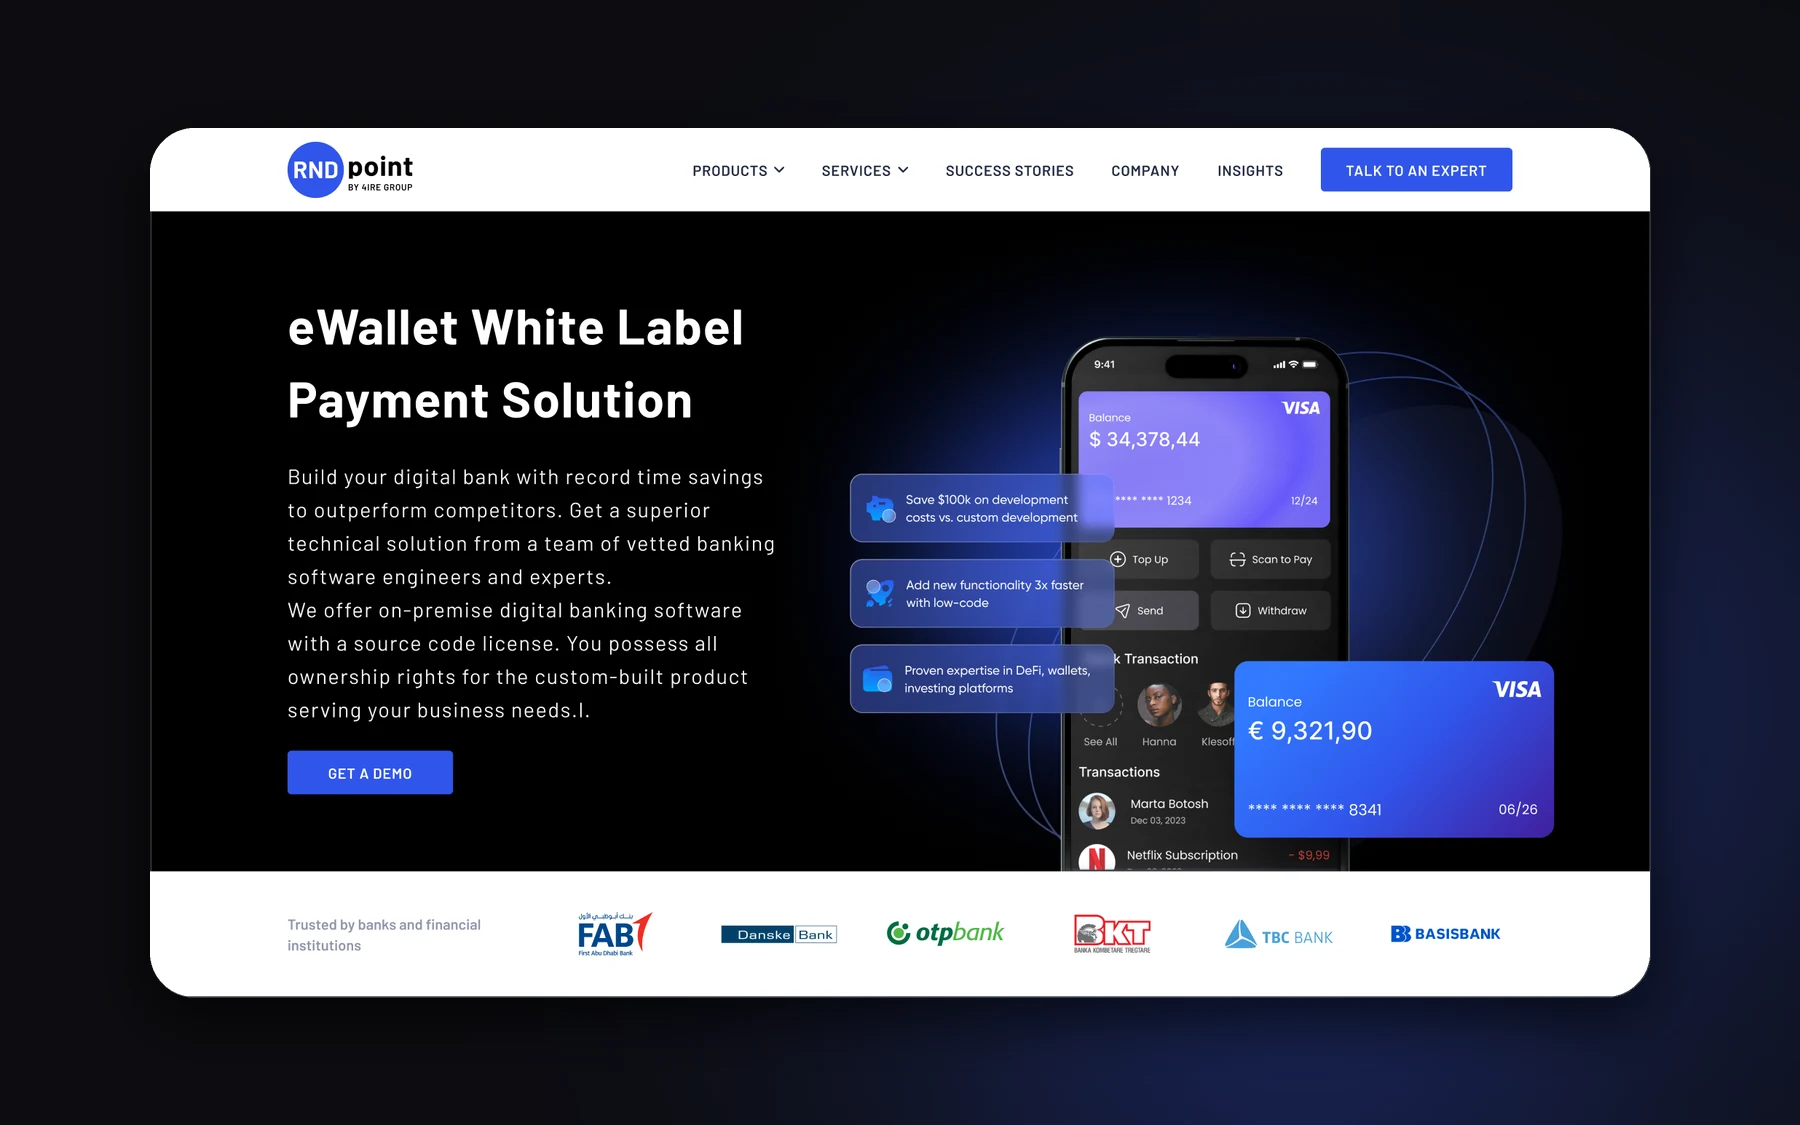 RND point
BY 4IRE GROUP
PRODUCTS
SERVICES
SUCCESS STORIES
COMPANY
INSIGHTS
TALK TO AN EXPERT
eWallet White Label
Payment Solution
Build your digital bank with record time savings
to outperform competitors. Get a superior
technical solution from a team of vetted banking
software engineers and experts.
We offer on-premise digital banking software
with a source code license. You possess all
ownership rights for the custom-built product
serving your business needs.I.
GET A DEMO
Save $100k on development
costs vs. custom development
Add new functionality 3x faster
with low-code
Proven expertise in DeFi, wallets,
investing platforms
9:41
VISA
Balance
$ 34,378,44
**** **** 1234
12/24
Top Up
Scan to Pay
Send
Withdraw
k Transaction
See All
Hanna
Klesoff
Transactions
Marta Botosh
Dec 03, 2023
Netflix Subscription
- $9,99
VISA
Balance
€ 9,321,90
**** **** **** 8341
06/26
Trusted by banks and financial
institutions
بنك أبوظبي الأول
FAB
First Abu Dhabi Bank
Danske Bank
otpbank
BKT
BANKA KOMBETARE TREGTARE
TBC BANK
BASISBANK